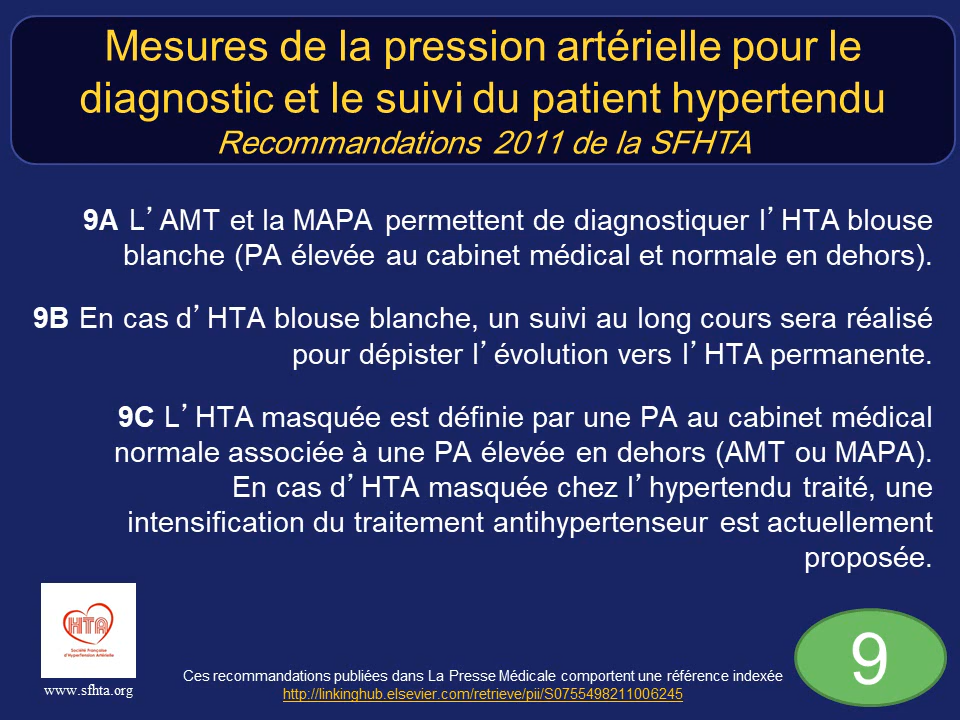 Mesures de la pression artérielle pour le
diagnostic et le suivi du patient hypertendu
Recommandations 2011 de la SFHTA
9A L’AMT et la MAPA permettent de diagnostiquer l’HTA blouse
blanche (PA élevée au cabinet médical et normale en dehors).
9B En cas d’HTA blouse blanche, un suivi au long cours sera réalisé
pour dépister l’évolution vers l’HTA permanente.
9C L’HTA masquée est définie par une PA au cabinet médical
normale associée à une PA élevée en dehors (AMT ou MAPA).
En cas d’HTA masquée chez l’hypertendu traité, une
intensification du traitement antihypertenseur est actuellement
proposée.
HTA
Société Française
d'Hypertension Artérielle
www.sfhta.org
Ces recommandations publiées dans La Presse Médicale comportent une référence indexée
http://linkinghub.elsevier.com/retrieve/pii/S0755498211006245
9